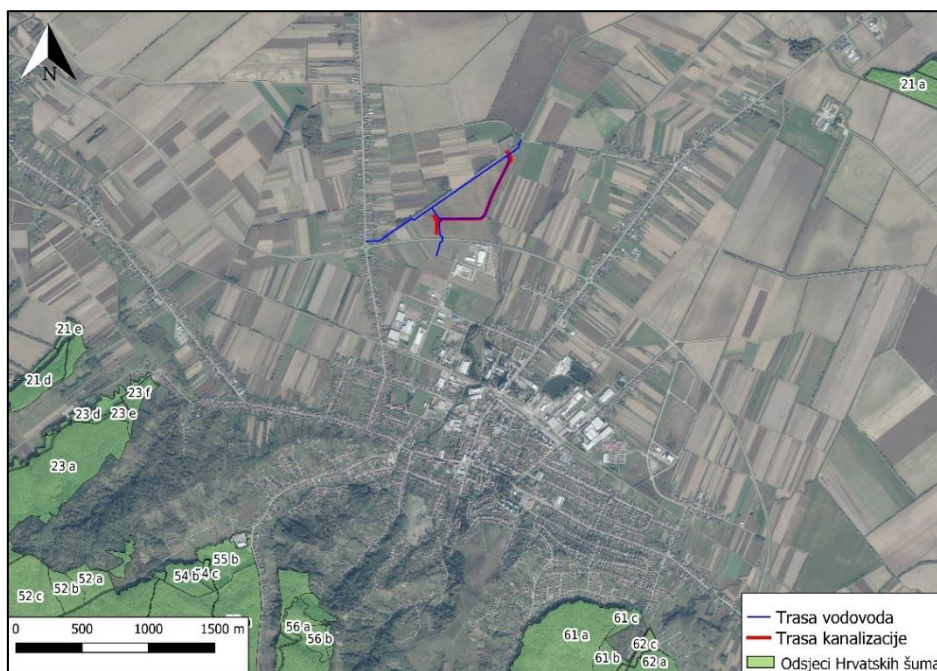 N
21 a
21 e
21 d
23 f
23 d
23 e
23 a
55 b
54 b
54 c
52 a
52 b
52 c
56 a
56 b
61 c
61 a
62 c
61 b
62 a
0 500 1000 1500 m
Trasa vodovoda
Trasa kanalizacije
Odsjeci Hrvatskih šuma